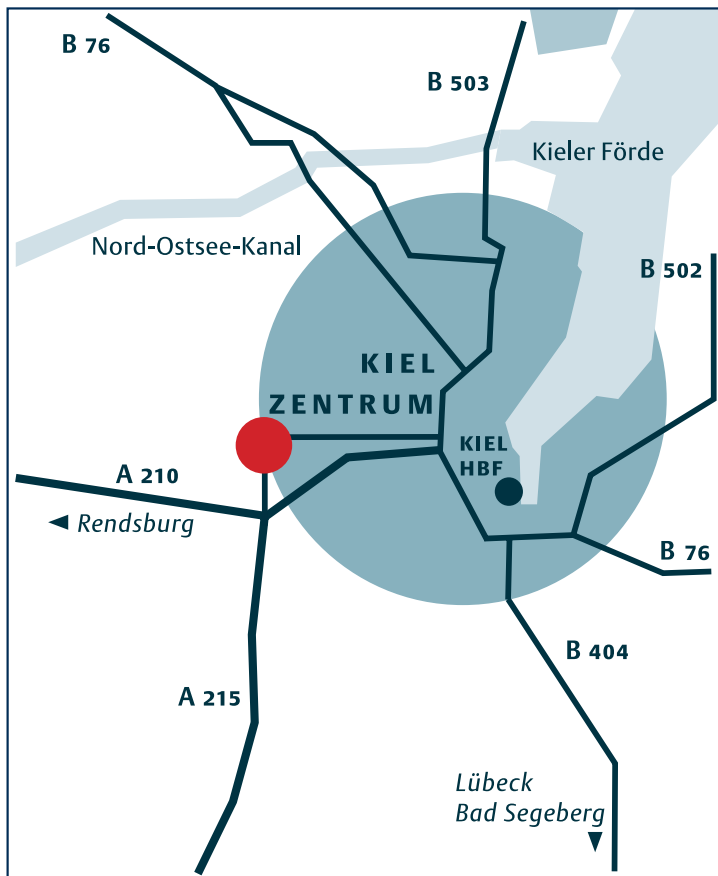 B 76
B 503
Kieler Förde
Nord-Ostsee-Kanal
B 502
KIEL
ZENTRUM
KIEL
HBF
A 210
Rendsburg
B 76
B 404
A 215
Lübeck
Bad Segeberg